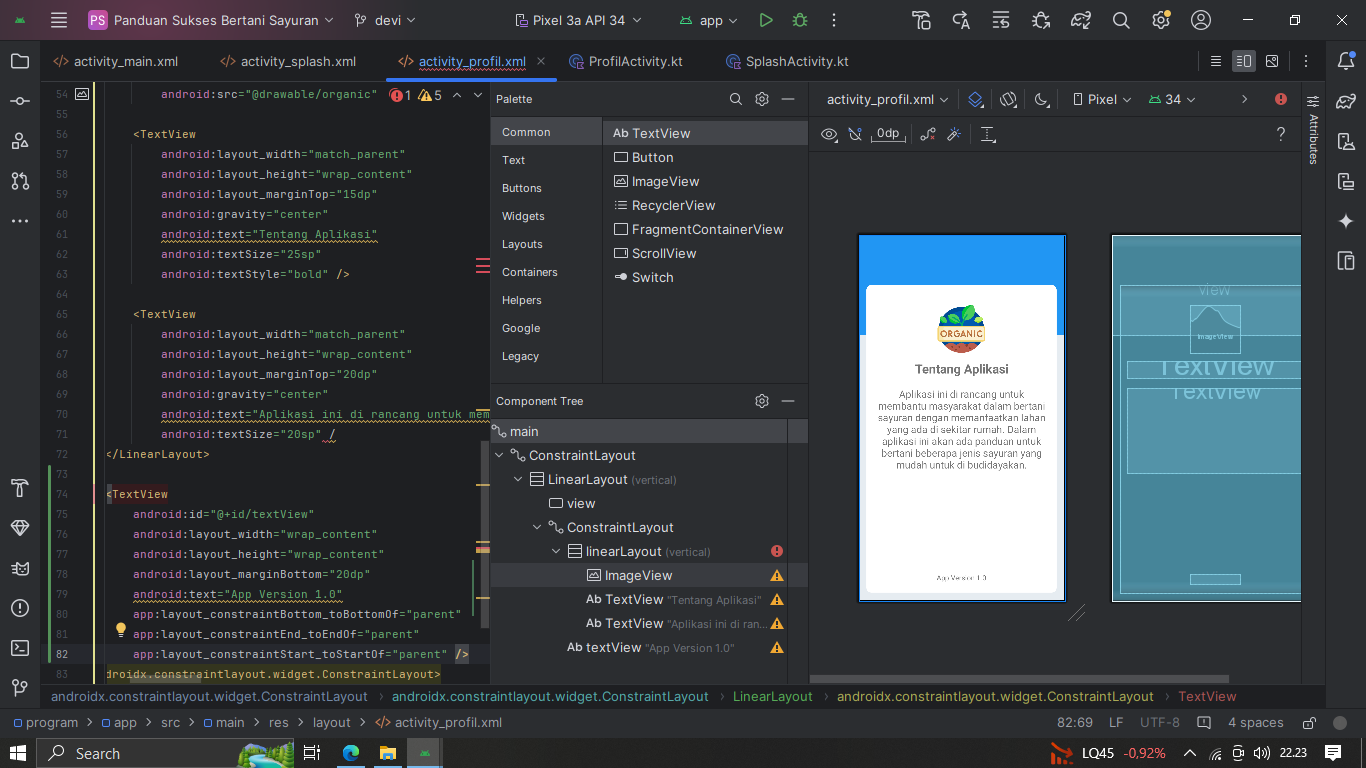 PS Panduan Sukses Bertani Sayuran
devi
Pixel 3a API 34
app
activity_main.xml
activity_splash.xml
activity_profil.xml
ProfilActivity.kt
SplashActivity.kt
54 android:src="@drawable/organic"
1 5
55
56 <TextView
57 android:layout_width="match_parent"
58 android:layout_height="wrap_content"
59 android:layout_marginTop="15dp"
60 android:gravity="center"
61 android:text="Tentang Aplikasi"
62 android:textSize="25sp"
63 android:textStyle="bold" />
64
65 <TextView
66 android:layout_width="match_parent"
67 android:layout_height="wrap_content"
68 android:layout_marginTop="20dp"
69 android:gravity="center"
70 android:text="Aplikasi ini di rancang untuk mem
71 android:textSize="20sp" /
72 </LinearLayout>
73
74 <TextView
75 android:id="@+id/textView"
76 android:layout_width="wrap_content"
77 android:layout_height="wrap_content"
78 android:layout_marginBottom="20dp"
79 android:text="App Version 1.0"
80 app:layout_constraintBottom_toBottomOf="parent"
81 app:layout_constraintEnd_toEndOf="parent"
82 app:layout_constraintStart_toStartOf="parent" />
83 droidx.constraintlayout.widget.ConstraintLayout>
Palette
Common
Text
Buttons
Widgets
Layouts
Containers
Helpers
Google
Legacy
Ab TextView
Button
ImageView
RecyclerView
FragmentContainerView
ScrollView
Switch
Component Tree
main
ConstraintLayout
LinearLayout (vertical)
view
ConstraintLayout
linearLayout (vertical)
ImageView
Ab TextView "Tentang Aplikasi"
Ab TextView "Aplikasi ini di ran...
Ab textView "App Version 1.0"
activity_profil.xml
Pixel
34
0dp
?
Attributes
ORGANIC
Tentang Aplikasi
Aplikasi ini di rancang untuk
membantu masyarakat dalam bertani
sayuran dengan memanfaatkan lahan
yang ada di sekitar rumah. Dalam
aplikasi ini akan ada panduan untuk
bertani beberapa jenis sayuran yang
mudah untuk di budidayakan.
App Version 1.0
view
ImageView
TextView
TextView
androidx.constraintlayout.widget.ConstraintLayout > androidx.constraintlayout.widget.ConstraintLayout > LinearLayout > androidx.constraintlayout.widget.ConstraintLayout > TextView
program > app > src > main > res > layout > activity_profil.xml
82:69 LF UTF-8 4 spaces
Search
LQ45 -0,92%
22.23